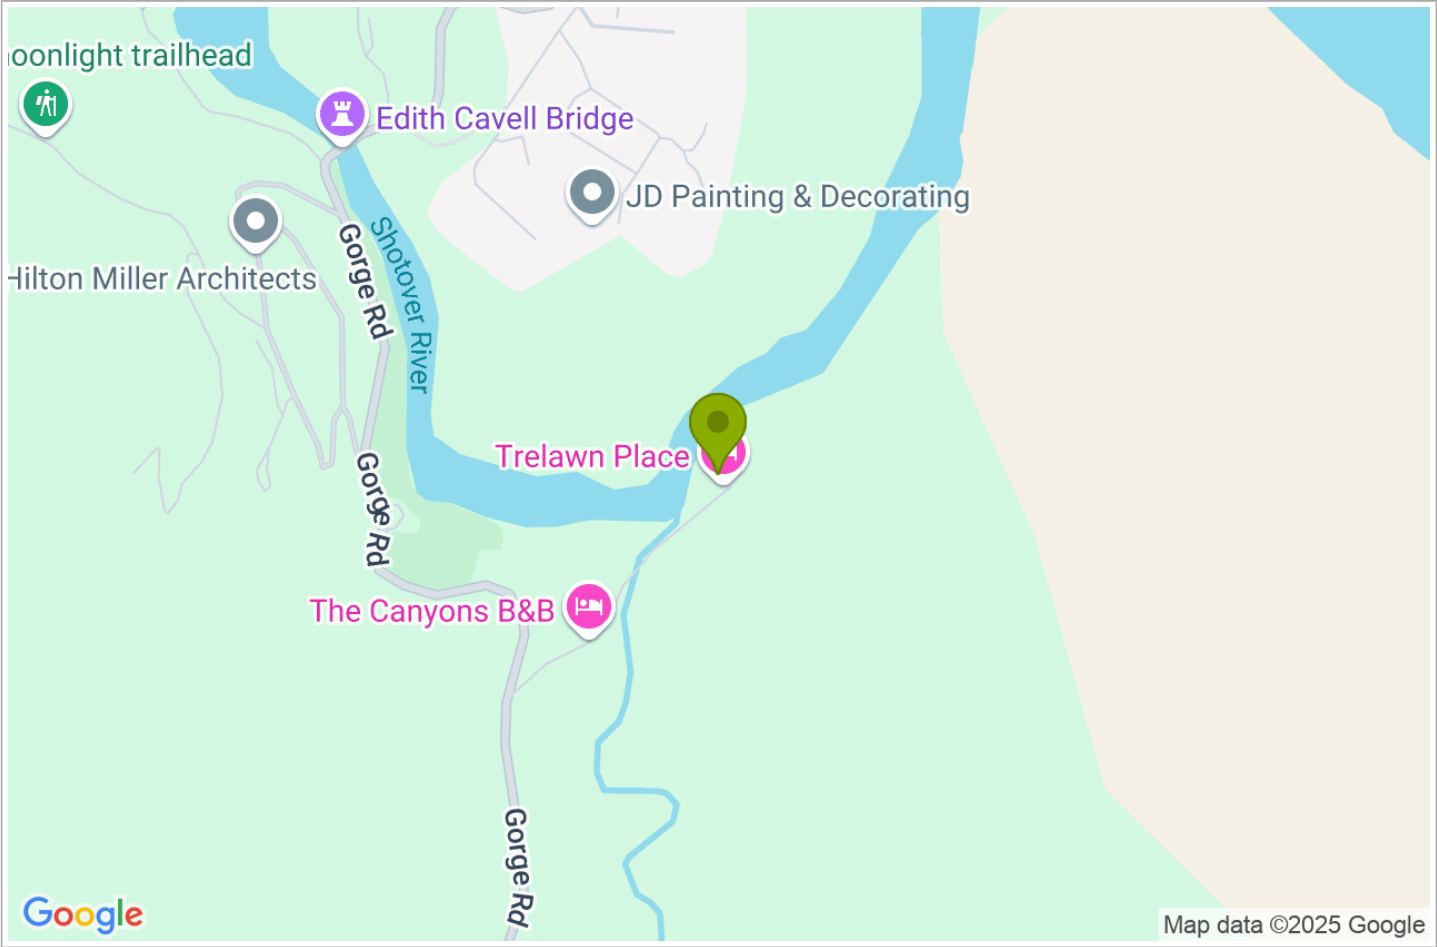 oonlight trailhead
Edith Cavell Bridge
JD Painting & Decorating
Hilton Miller Architects
Gorge Rd
Shotover River
Trelawn Place
Gorge Rd
The Canyons B&B
Gorge Rd
Google
Map data ©2025 Google